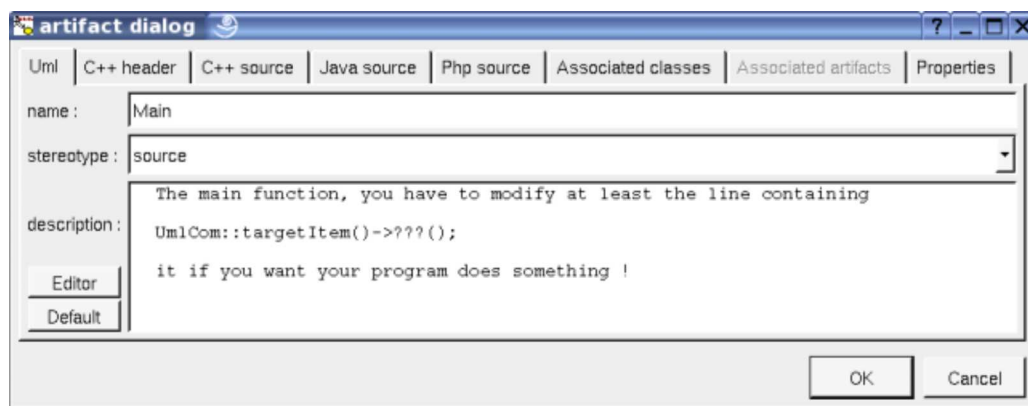 artifact dialog
Uml C++ header C++ source Java source Php source Associated classes Associated artifacts Properties
name : Main
stereotype : source
The main function, you have to modify at least the line containing
description :
UmlCom::targetItem()->???();
it if you want your program does something !
Editor
Default
OK Cancel